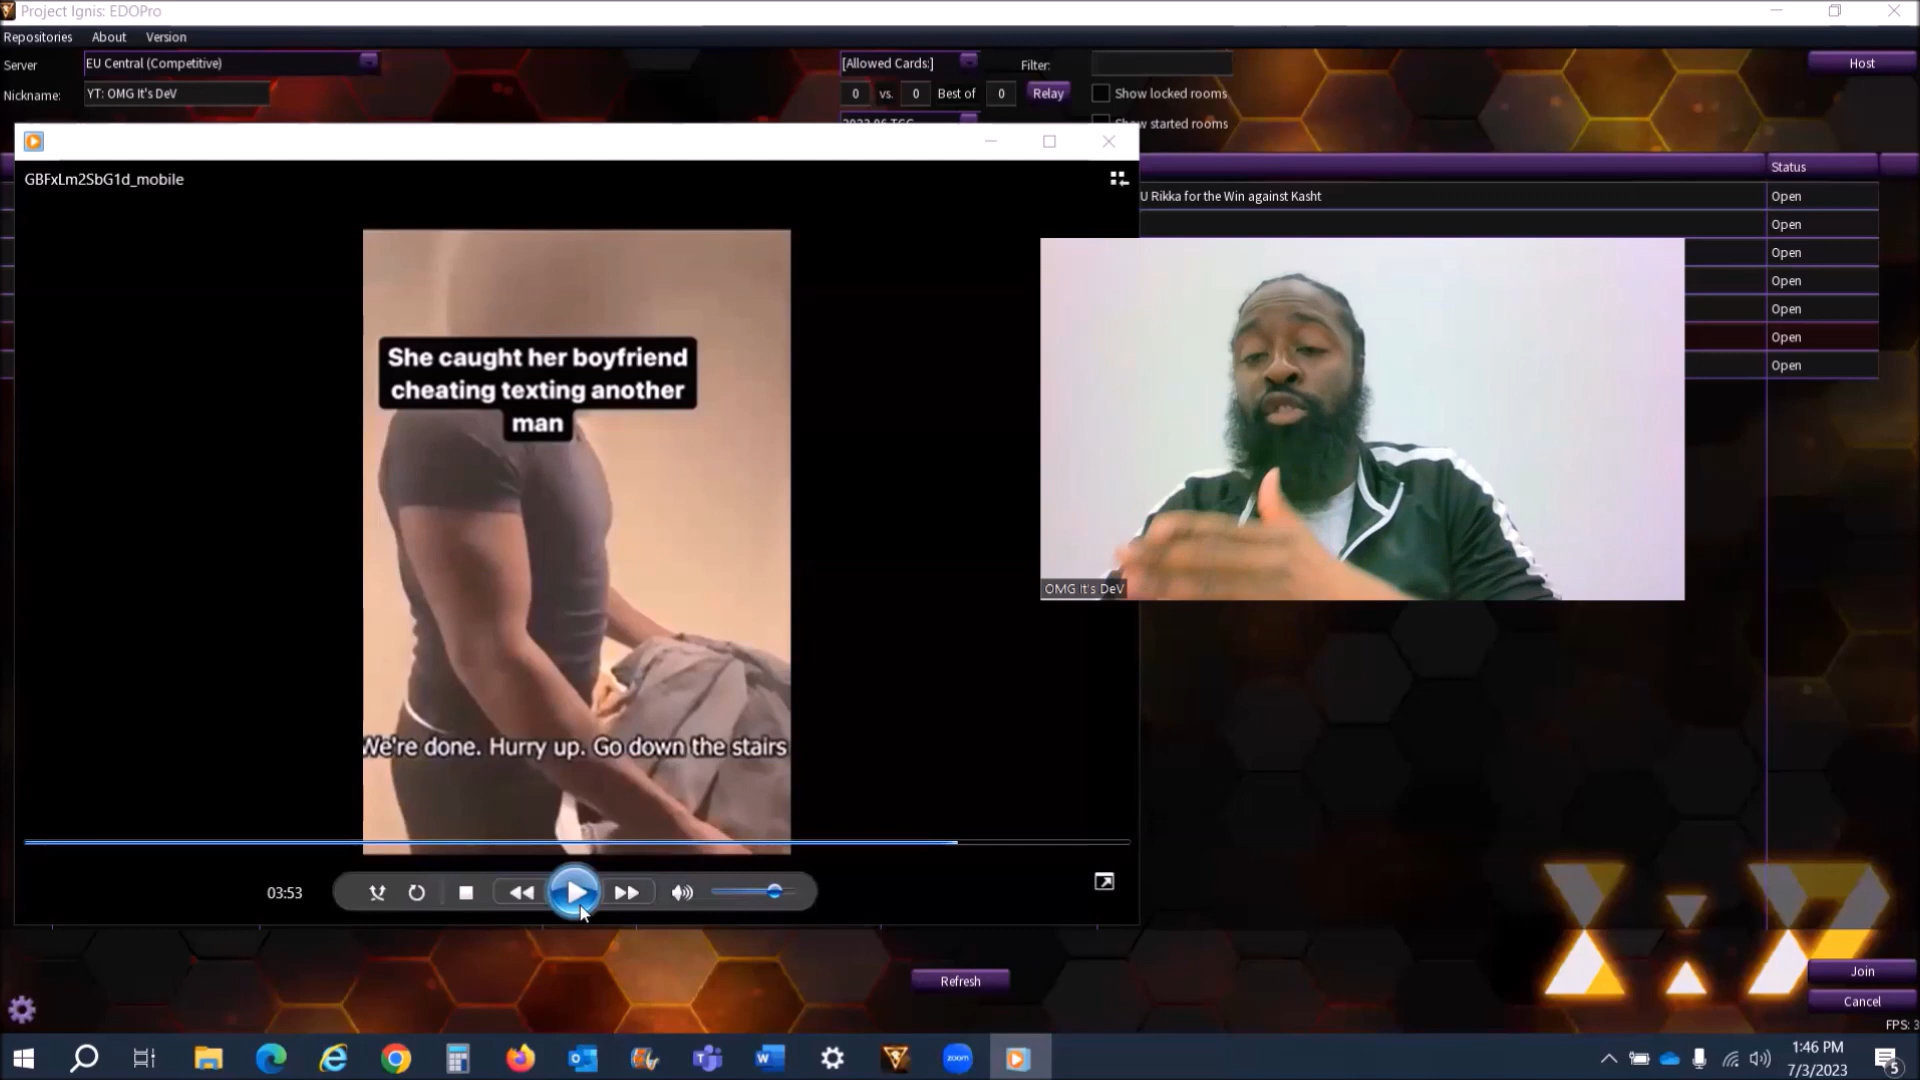 Project Ignis: EDOPro
Repositories About Version
Server EU Central (Competitive) [Allowed Cards:] Filter: Host
Nickname: YT: OMG It's DeV 0 vs. 0 Best of 0 Relay Show locked rooms
Show started rooms
Status
GBFxLm2SbG1d_mobile
U Rikka for the Win against Kasht Open
Open
Open
Open
Open
Open
Open
She caught her boyfriend
cheating texting another
man
OMG It's DeV
We're done. Hurry up. Go down the stairs
03:53
Refresh
Join
Cancel
FPS: 3
zoom
1:46 PM
7/3/2023
5